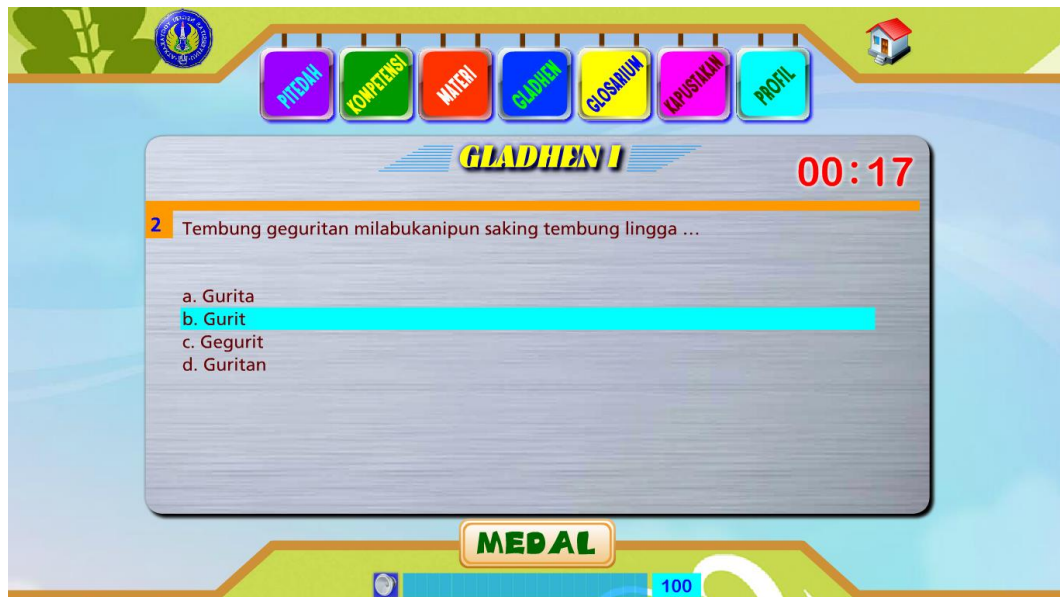 PITEDAH
KOMPETENSI
MATERI
GLADHEN
GLOSARIUM
KAPUSTAKAN
PROFIL
GLADHEN I
00:17
2 Tembung geguritan milabukanipun saking tembung lingga ...
a. Gurita
b. Gurit
c. Gegurit
d. Guritan
MEDAL
100